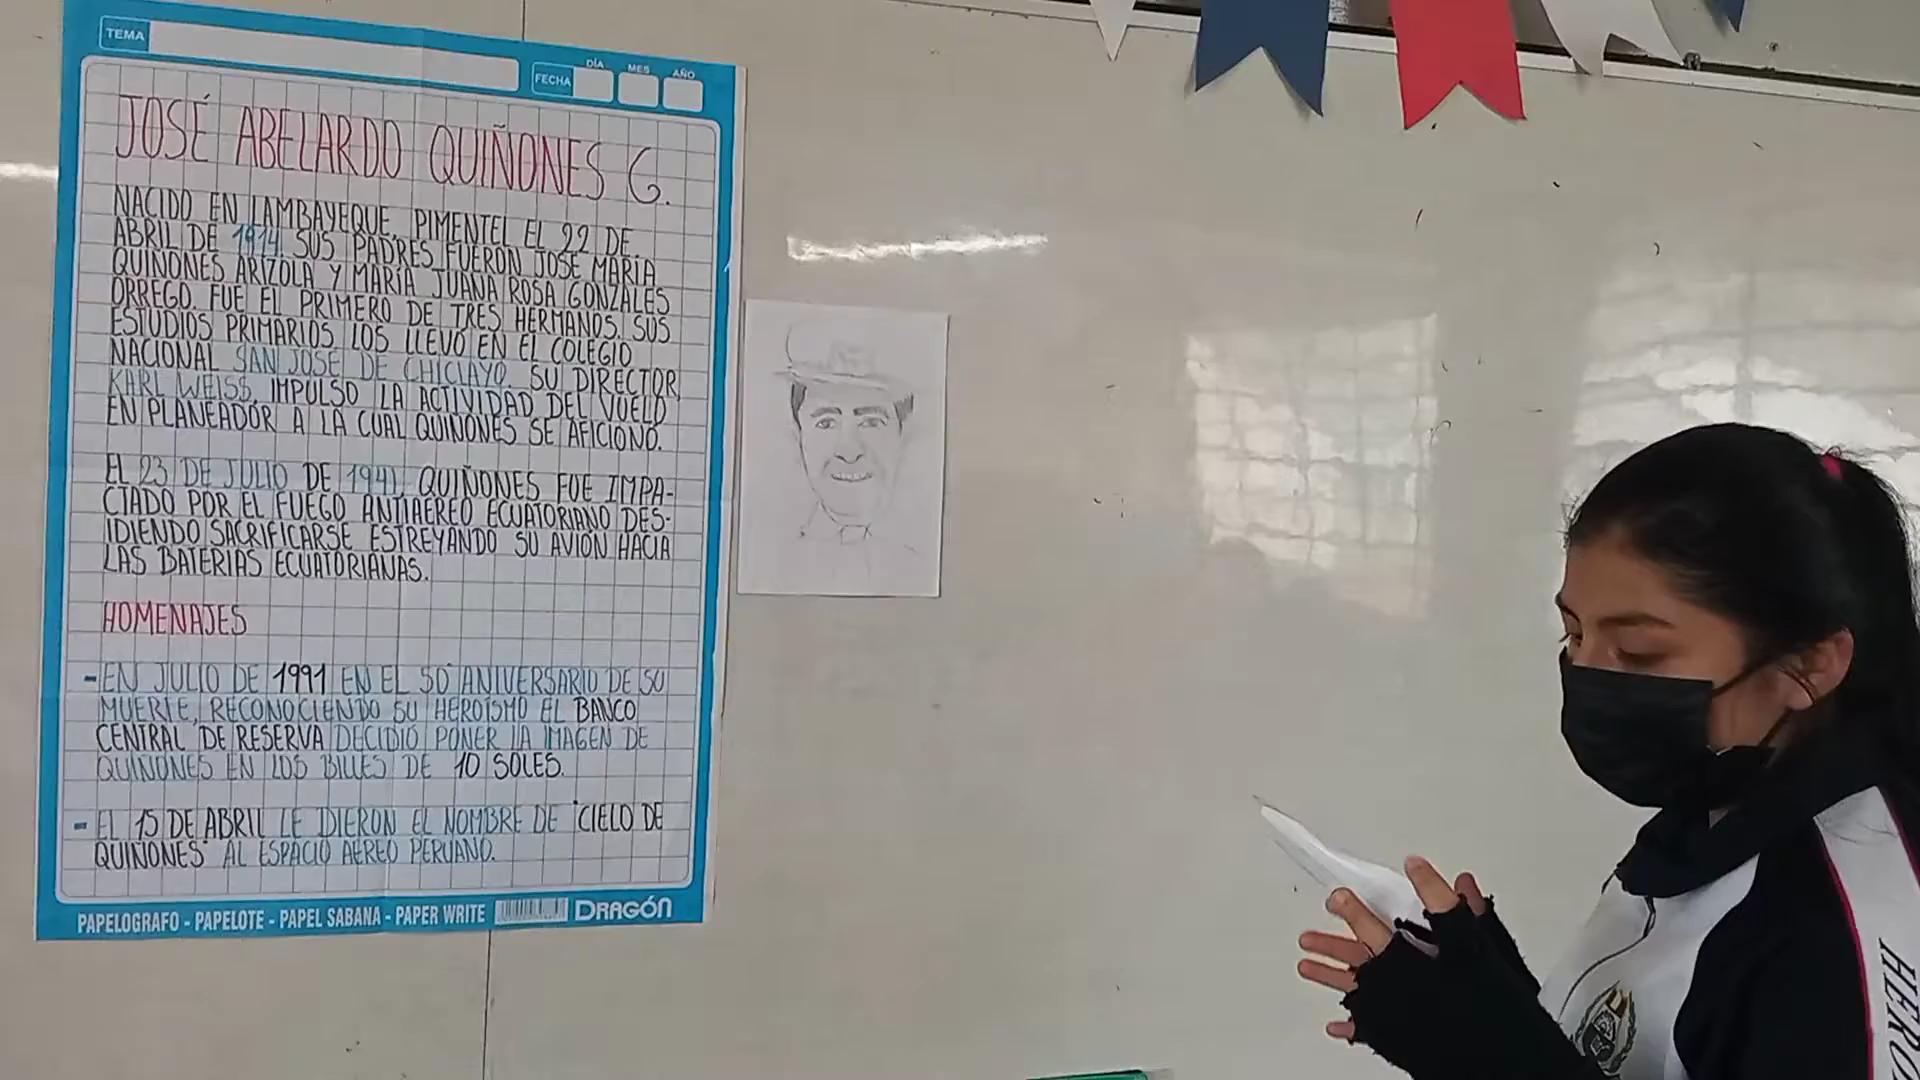 TEMA
FECHA
DÍA MES AÑO
JOSÉ ABELARDO QUIÑONES G.
NACIDO EN LAMBAYEQUE, PIMENTEL EL 22 DE
ABRIL DE 1914, SUS PADRES FUERON JOSÉ MARÍA
QUIÑONES ARIZOLA Y MARÍA JUANA ROSA GONZALES
ORREGO. FUE EL PRIMERO DE TRES HERMANOS. SUS
ESTUDIOS PRIMARIOS LOS LLEVÓ EN EL COLEGIO
NACIONAL SAN JOSÉ DE CHICLAYO. SU DIRECTOR,
KARL WEISS, IMPULSO LA ACTIVIDAD DEL VUELO
EN PLANEADOR A LA CUAL QUIÑONES SE AFICIONÓ.
EL 23 DE JULIO DE 1941, QUIÑONES FUE IMPA-
CTADO POR EL FUEGO ANTIAEREO ECUATORIANO DES-
IDIENDO SACRIFICARSE ESTREYANDO SU AVION HACIA
LAS BATERIAS ECUATORIANAS.
HOMENAJES
-EN JULIO DE 1991 EN EL 50° ANIVERSARIO DE SU
MUERTE, RECONOCIENDO SU HEROÍSMO EL BANCO
CENTRAL DE RESERVA DECIDIÓ PONER LA IMAGEN DE
QUIÑONES EN LOS BILLES DE 10 SOLES.
- EL 15 DE ABRIL LE DIERON EL NOMBRE DE "CIELO DE
QUIÑONES" AL ESPACIO AÉREO PERUANO.
PAPELOGRAFO - PAPELOTE - PAPEL SABANA - PAPER WRITE DRAGÓN